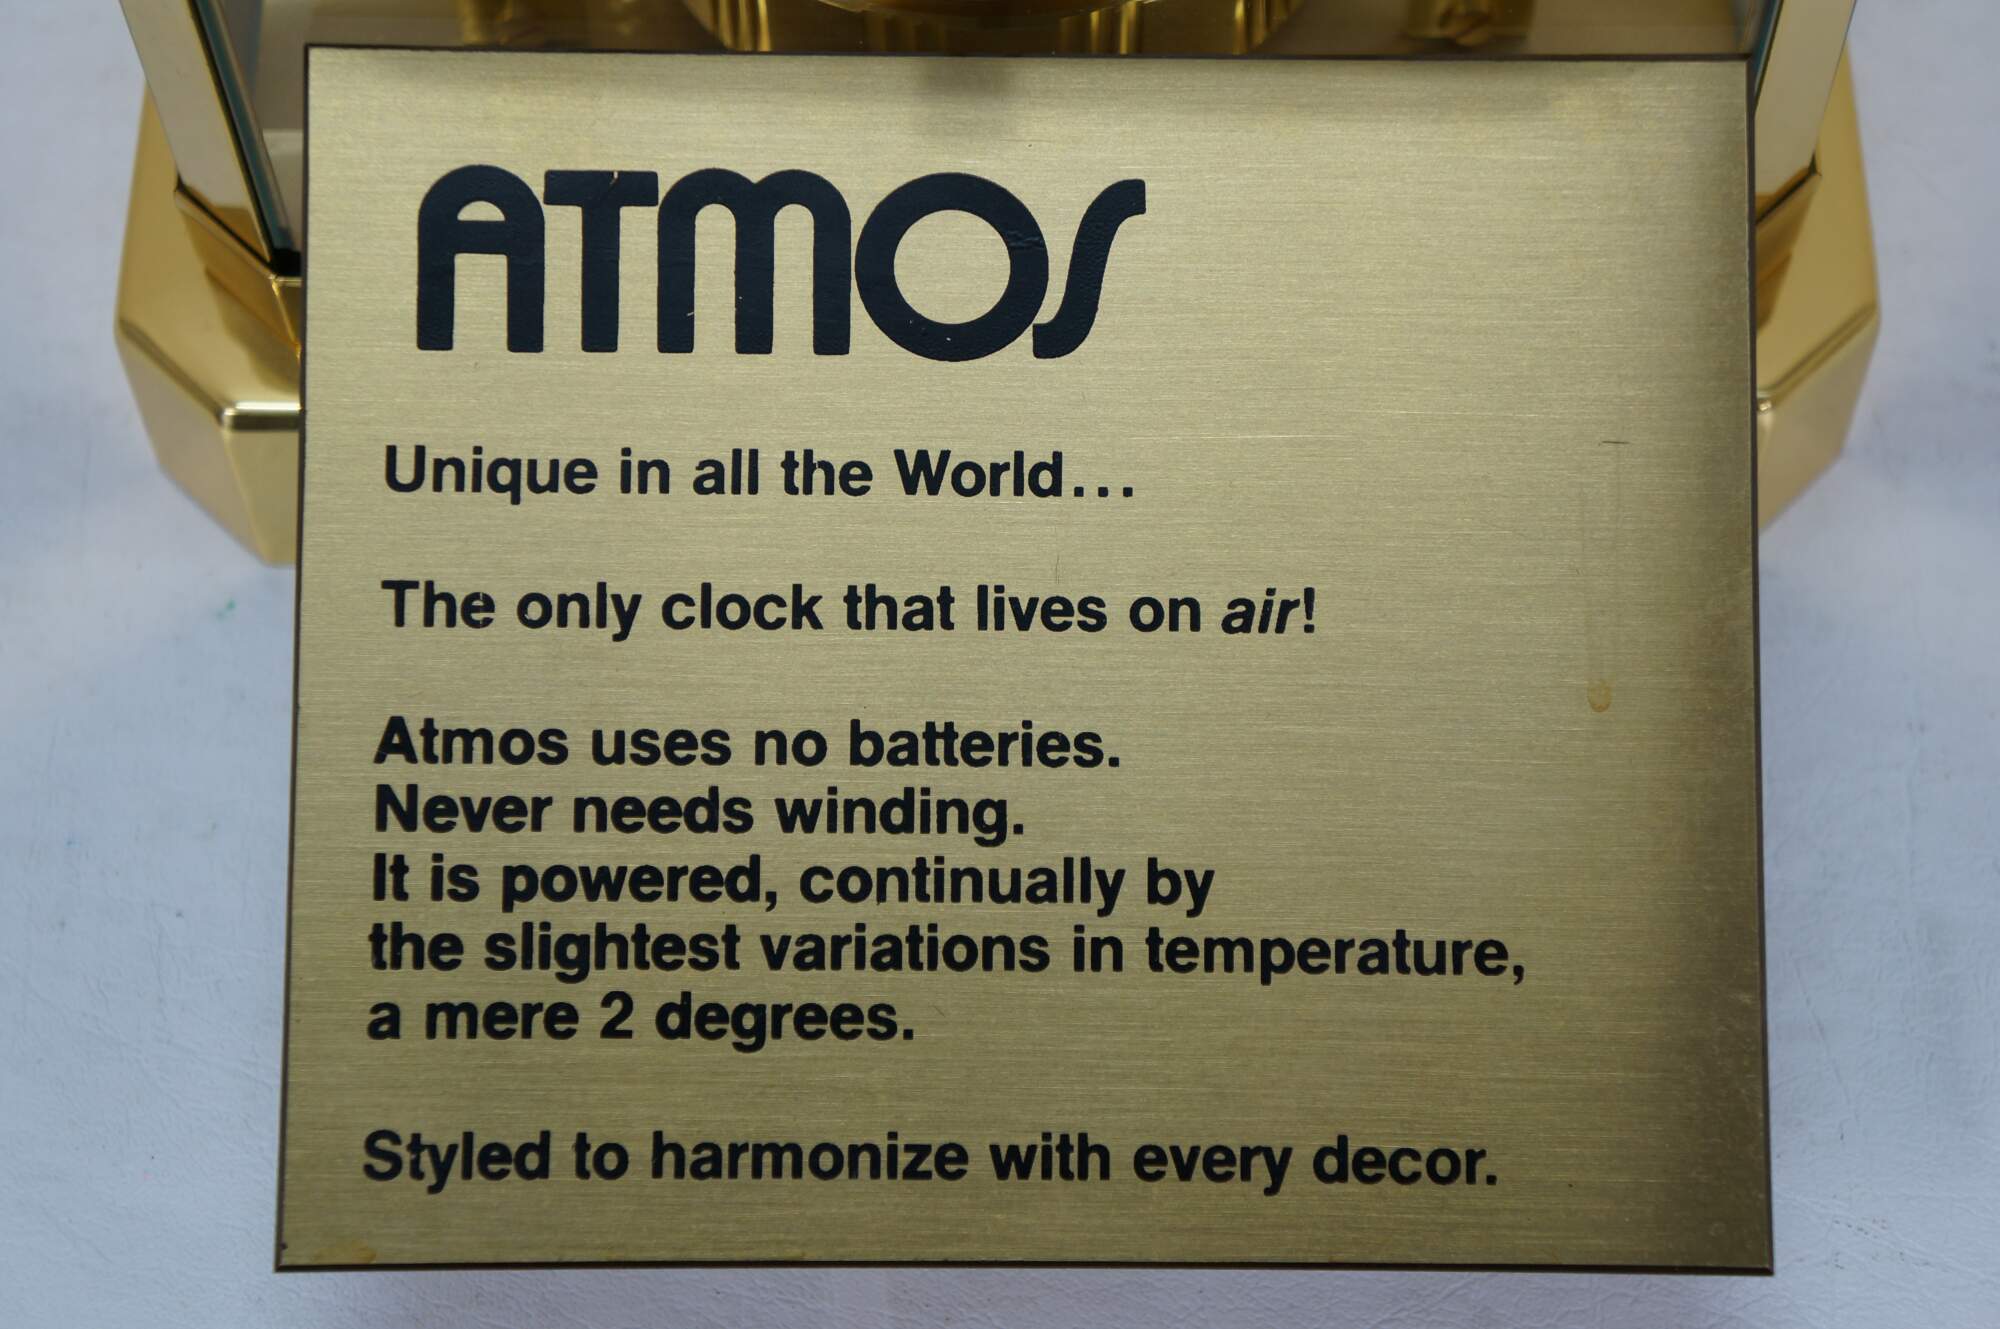 ATMOS
Unique in all the World...
The only clock that lives on air!
Atmos uses no batteries.
Never needs winding.
It is powered, continually by
the slightest variations in temperature,
a mere 2 degrees.
Styled to harmonize with every decor.